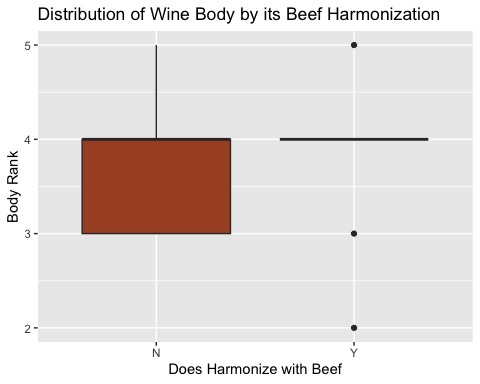 Distribution of Wine Body by its Beef Harmonization
5
4
3
2
Body Rank
N Y
Does Harmonize with Beef